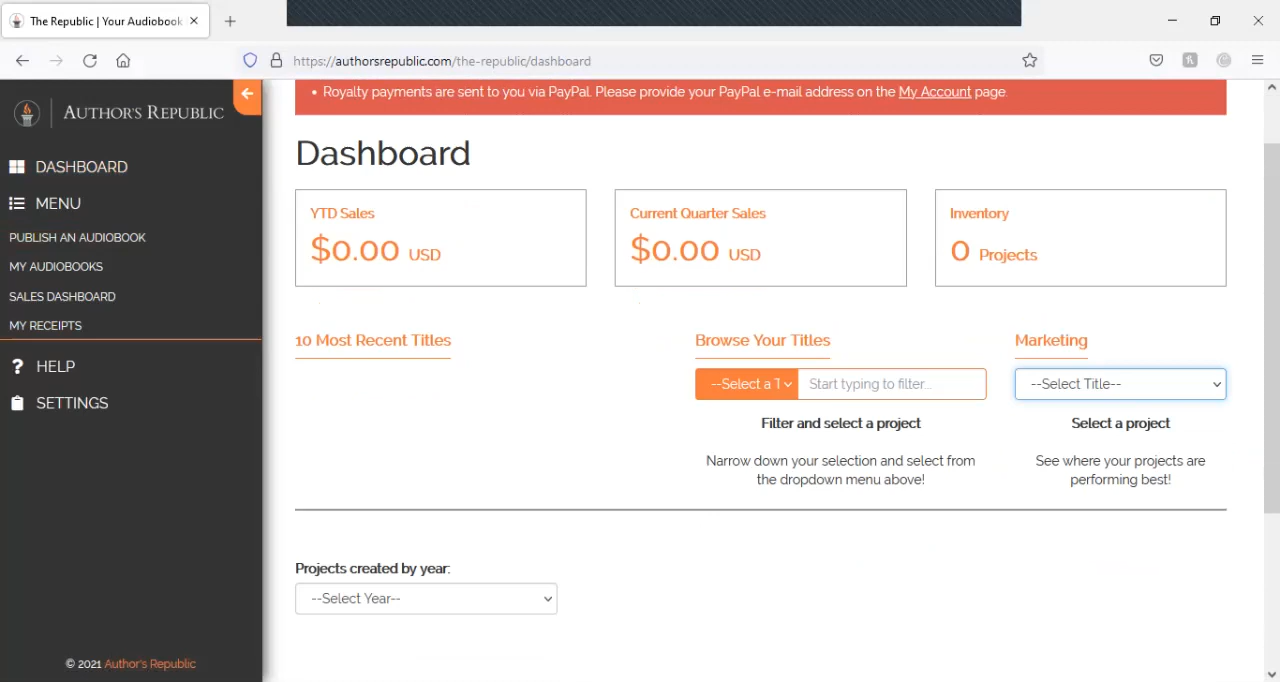 The Republic | Your Audiobook
https://authorsrepublic.com/the-republic/dashboard
AUTHOR'S REPUBLIC
DASHBOARD
MENU
PUBLISH AN AUDIOBOOK
MY AUDIOBOOKS
SALES DASHBOARD
MY RECEIPTS
HELP
SETTINGS
© 2021 Author's Republic
• Royalty payments are sent to you via PayPal. Please provide your PayPal e-mail address on the My Account page.
Dashboard
YTD Sales
$0.00 USD
Current Quarter Sales
$0.00 USD
Inventory
0 Projects
10 Most Recent Titles
Browse Your Titles
--Select a T
Start typing to filter...
Filter and select a project
Narrow down your selection and select from
the dropdown menu above!
Marketing
--Select Title--
Select a project
See where your projects are
performing best!
Projects created by year:
--Select Year--